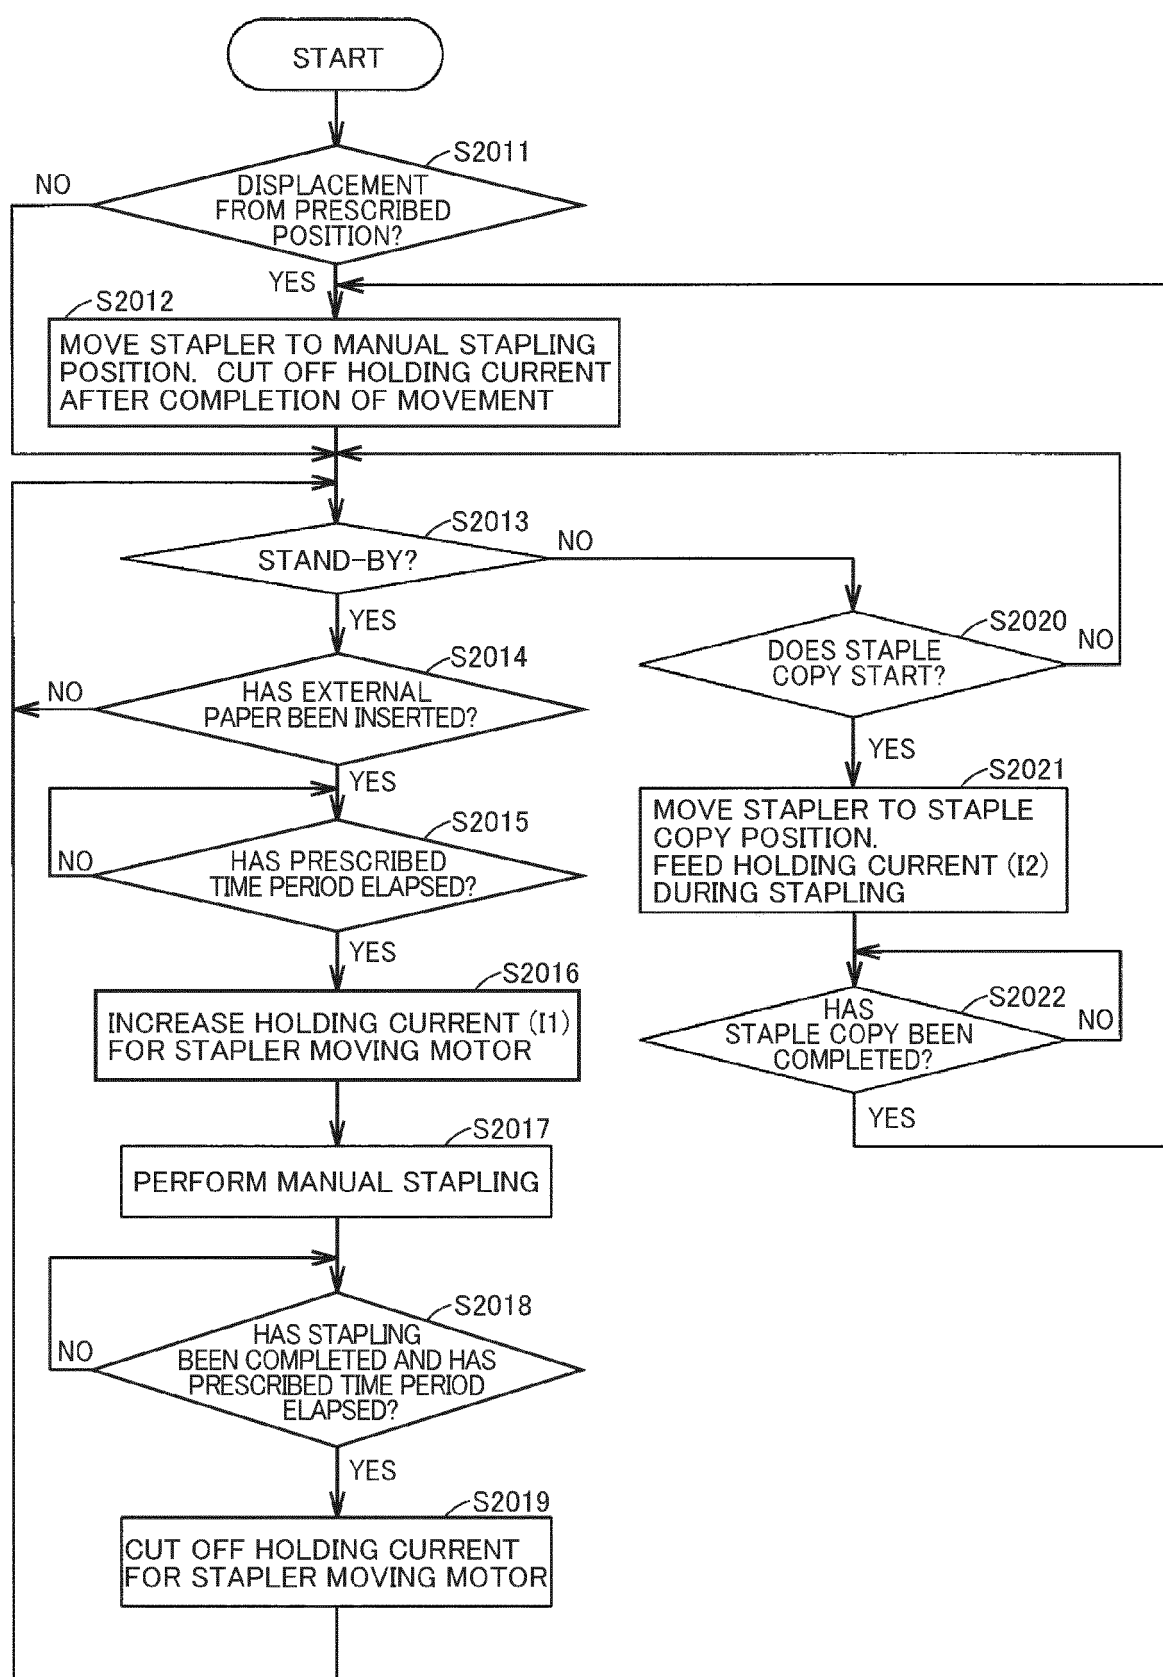 START
S2011
NO
DISPLACEMENT
FROM PRESCRIBED
POSITION?
YES
S2012
MOVE STAPLER TO MANUAL STAPLING
POSITION. CUT OFF HOLDING CURRENT
AFTER COMPLETION OF MOVEMENT
S2013
STAND-BY?
NO
YES
S2014
NO
HAS EXTERNAL
PAPER BEEN INSERTED?
YES
S2015
NO
HAS PRESCRIBED
TIME PERIOD ELAPSED?
YES
S2016
INCREASE HOLDING CURRENT (I1)
FOR STAPLER MOVING MOTOR
S2017
PERFORM MANUAL STAPLING
S2018
NO
HAS STAPLING
BEEN COMPLETED AND HAS
PRESCRIBED TIME PERIOD
ELAPSED?
YES
S2019
CUT OFF HOLDING CURRENT
FOR STAPLER MOVING MOTOR
S2020
DOES STAPLE
COPY START?
NO
YES
S2021
MOVE STAPLER TO STAPLE
COPY POSITION.
FEED HOLDING CURRENT (I2)
DURING STAPLING
S2022
HAS
STAPLE COPY BEEN
COMPLETED?
NO
YES